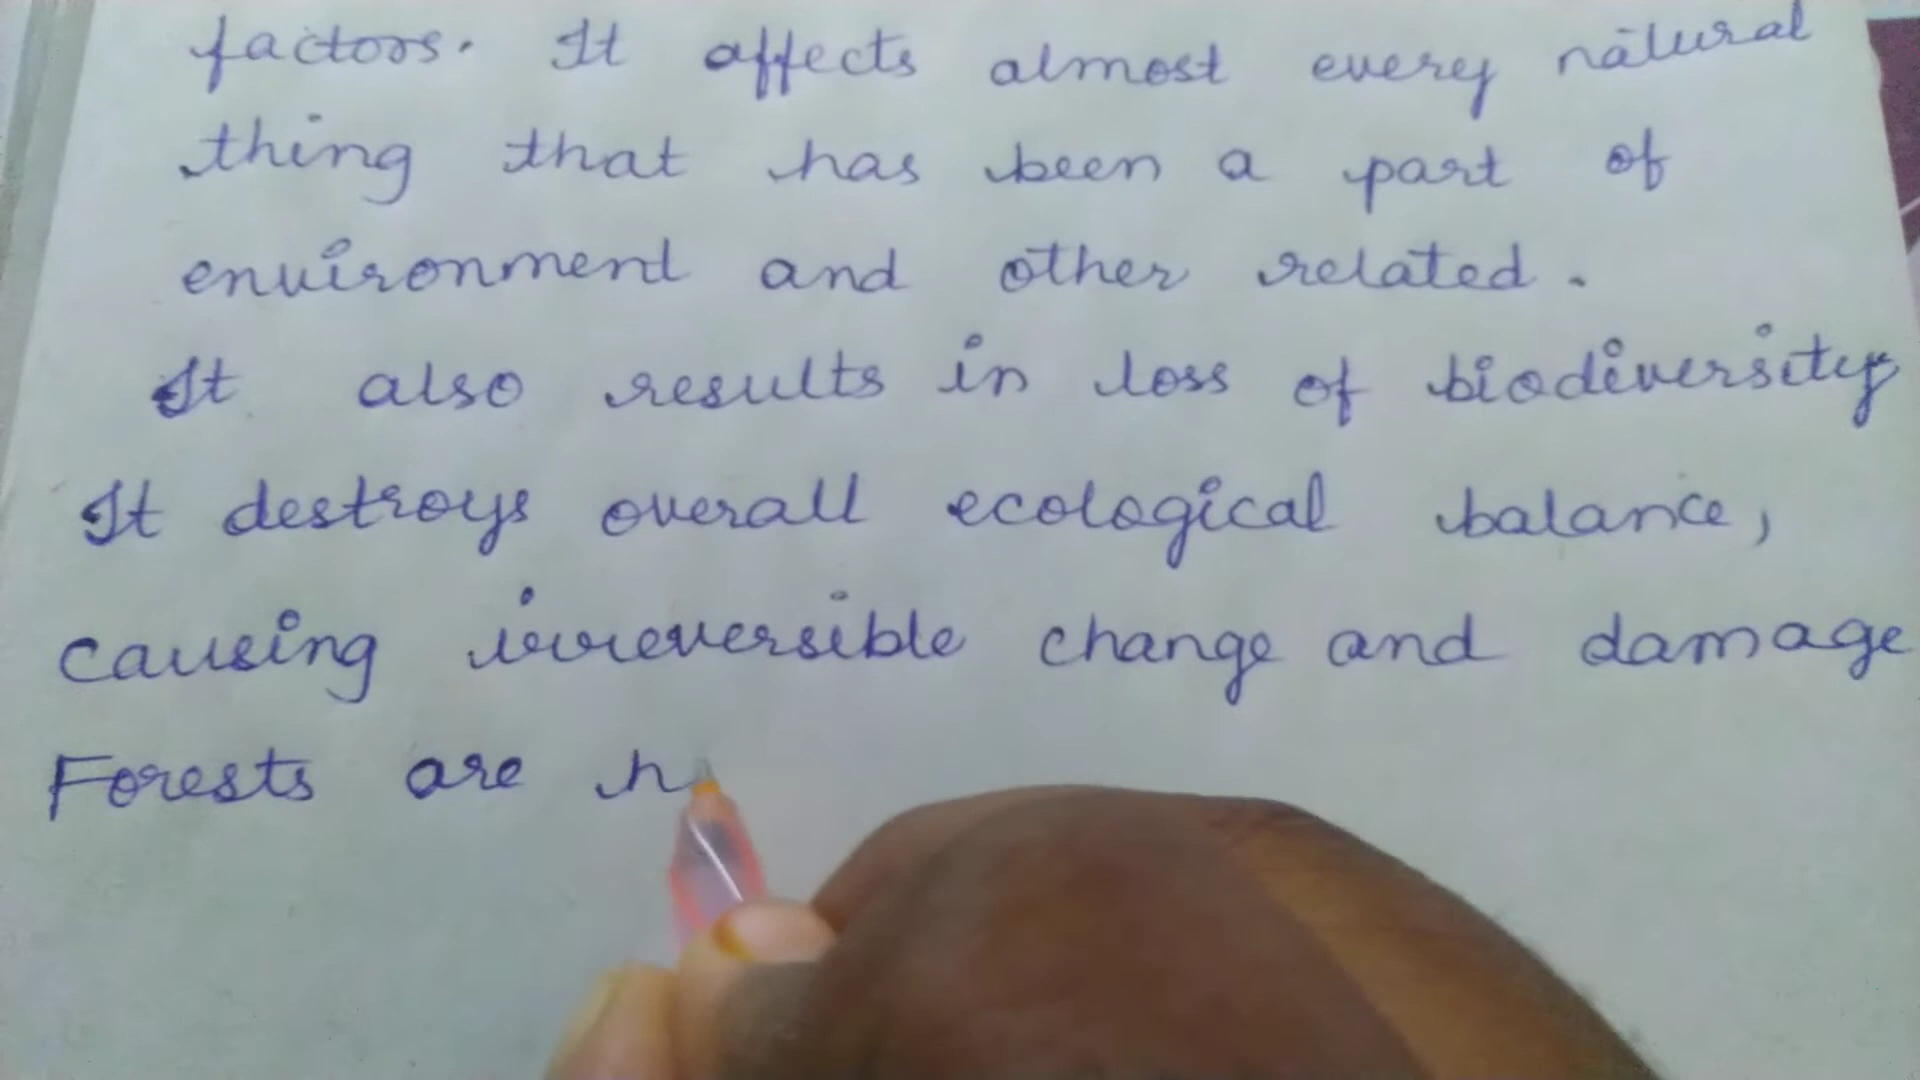 factors. It affects almost every natural
thing that has been a part of
environment and other related.
It also results in loss of biodiversity
It destroys overall ecological balance,
causing irreversible change and damage
Forests are h